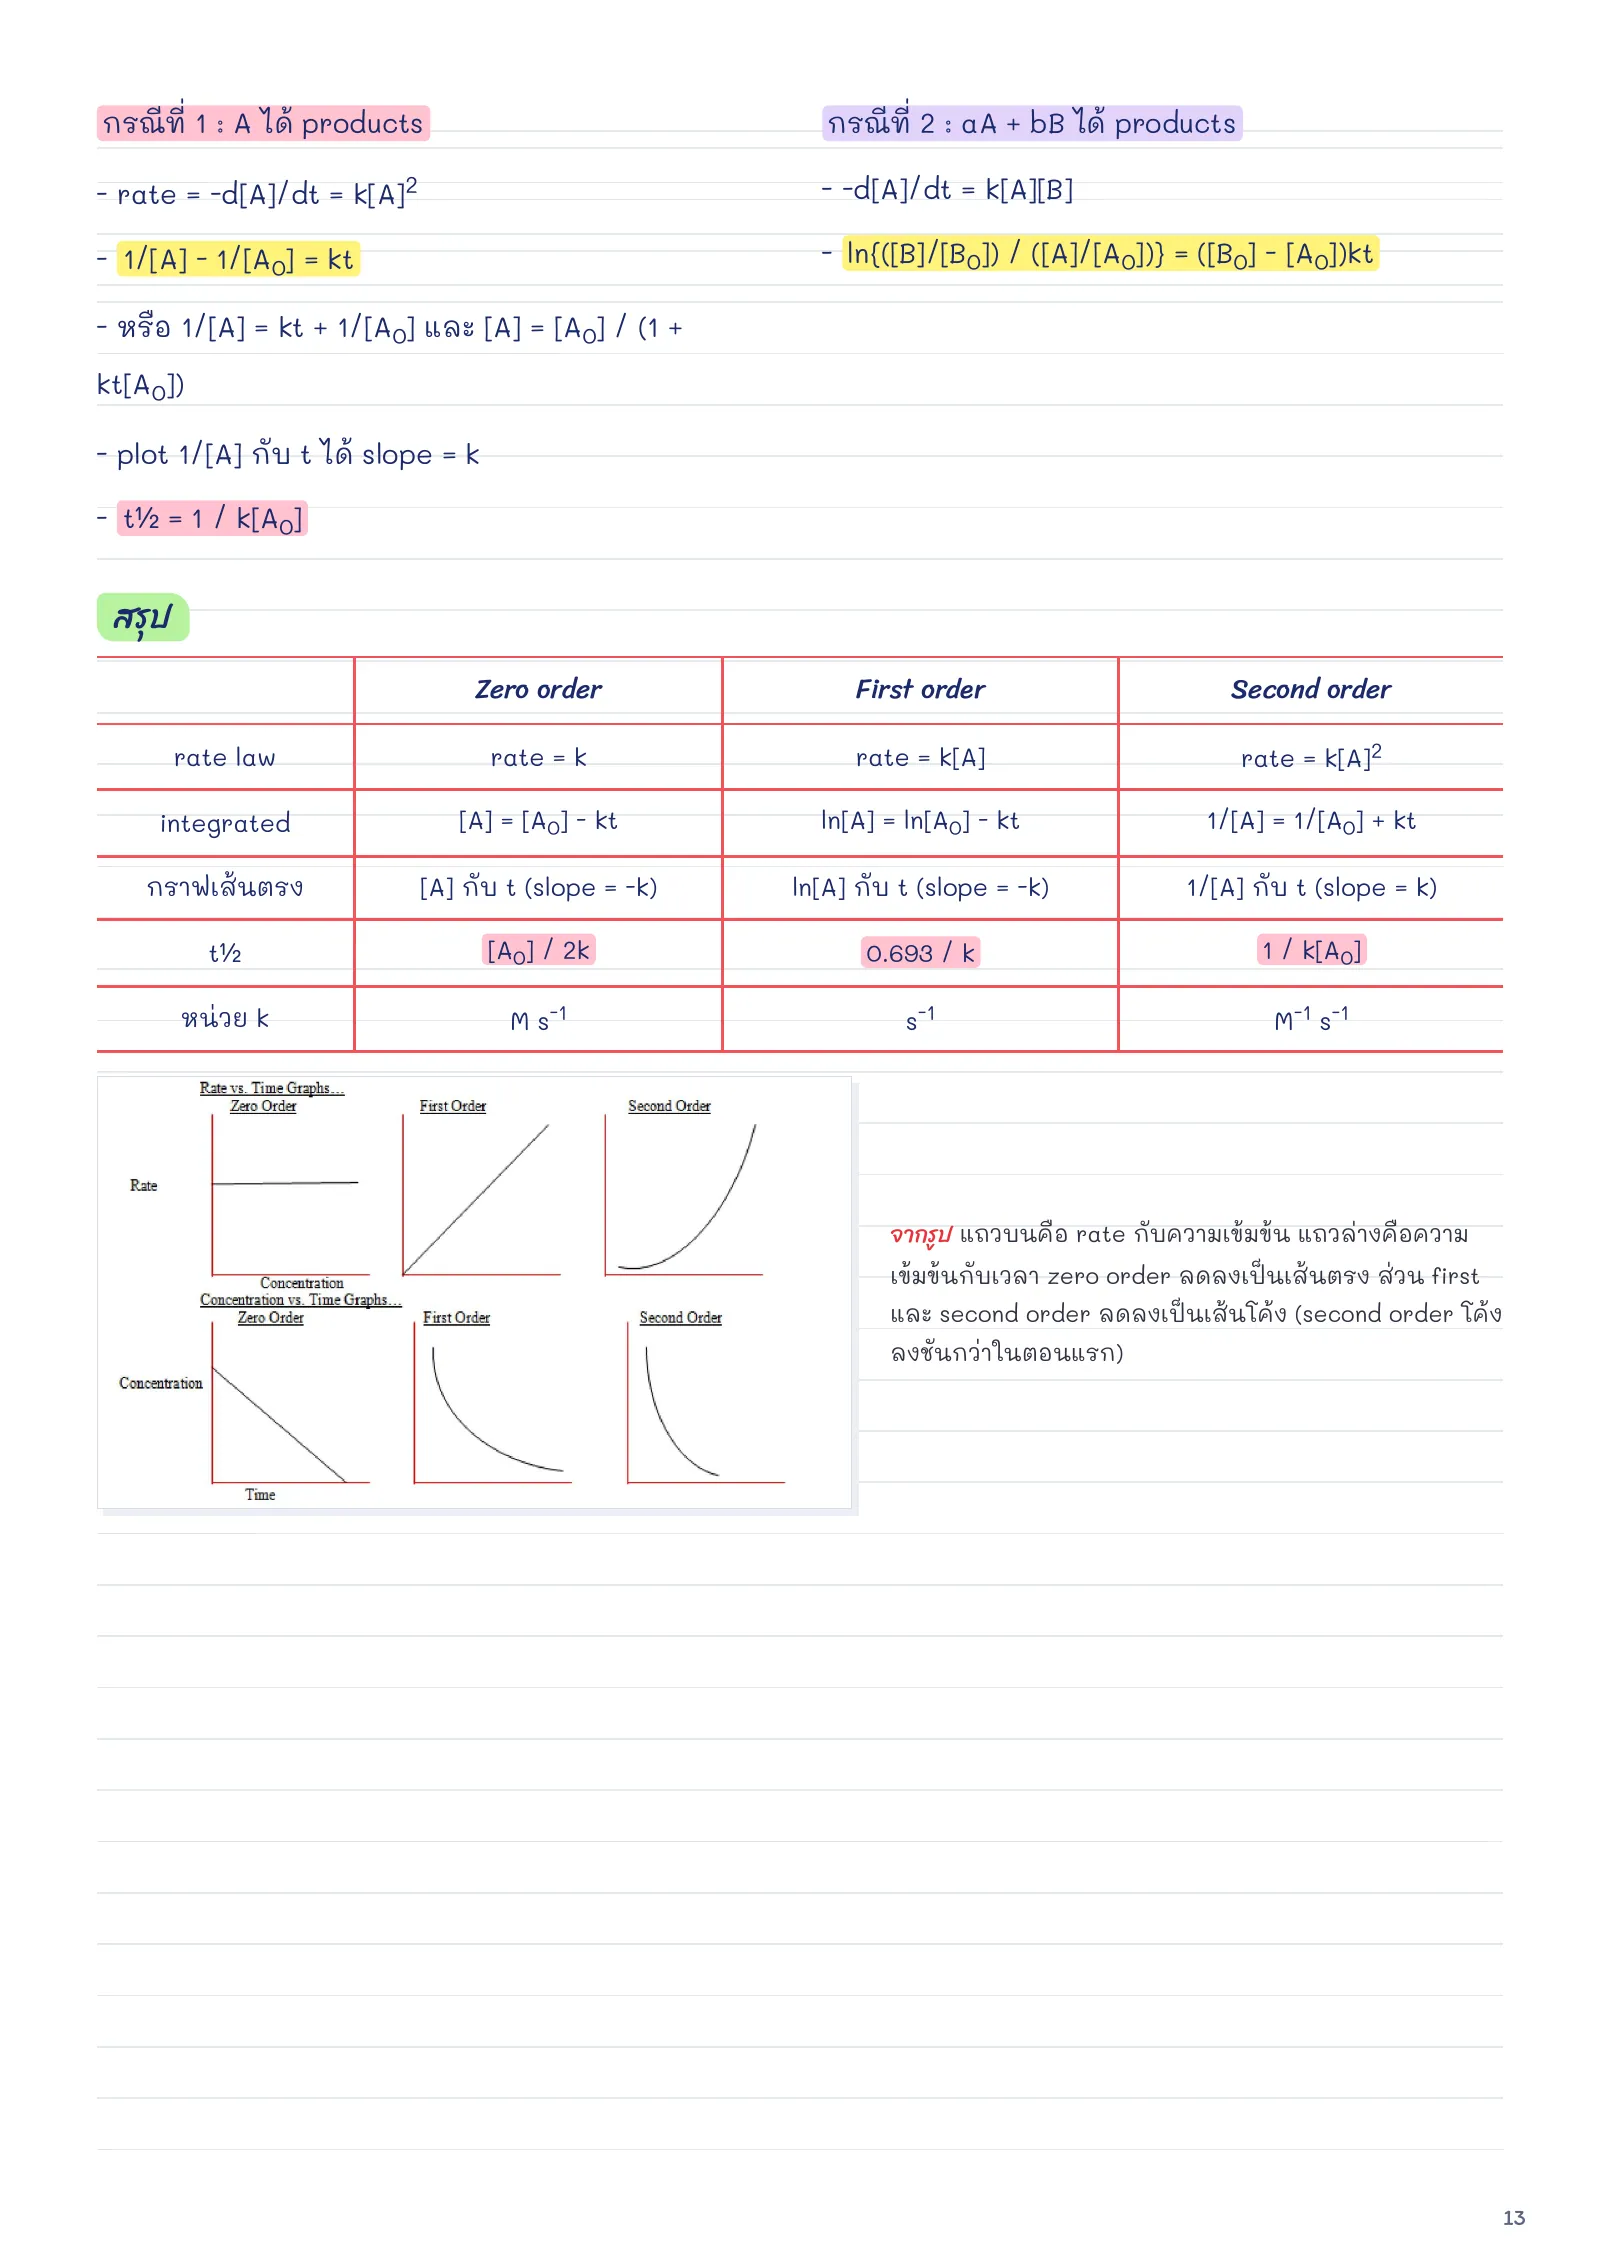 กรณีที่ 1 : A ได้ products
- rate = -d[A]/dt = k[A]²
- 1/[A] - 1/[A₀] = kt
- หรือ 1/[A] = kt + 1/[A₀] และ [A] = [A₀] / (1 +
kt[A₀])
- plot 1/[A] กับ t ได้ slope = k
- t½ = 1 / k[A₀]
กรณีที่ 2 : aA + bB ได้ products
- -d[A]/dt = k[A][B]
- ln{([B]/[B₀]) / ([A]/[A₀])} = ([B₀] - [A₀])kt
สรุป
Zero order First order Second order
rate law rate = k rate = k[A] rate = k[A]²
integrated [A] = [A₀] - kt ln[A] = ln[A₀] - kt 1/[A] = 1/[A₀] + kt
กราฟเส้นตรง [A] กับ t (slope = -k) ln[A] กับ t (slope = -k) 1/[A] กับ t (slope = k)
t½ [A₀] / 2k 0.693 / k 1 / k[A₀]
หน่วย k M s⁻¹ s⁻¹ M⁻¹ s⁻¹
Rate vs. Time Graphs...
Zero Order First Order Second Order
Rate
Concentration
Concentration vs. Time Graphs...
Zero Order First Order Second Order
Concentration
Time
จากรูป แถวบนคือ rate กับความเข้มข้น แถวล่างคือความ
เข้มข้นกับเวลา zero order ลดลงเป็นเส้นตรง ส่วน first
และ second order ลดลงเป็นเส้นโค้ง (second order โค้ง
ลงชันกว่าในตอนแรก)
13